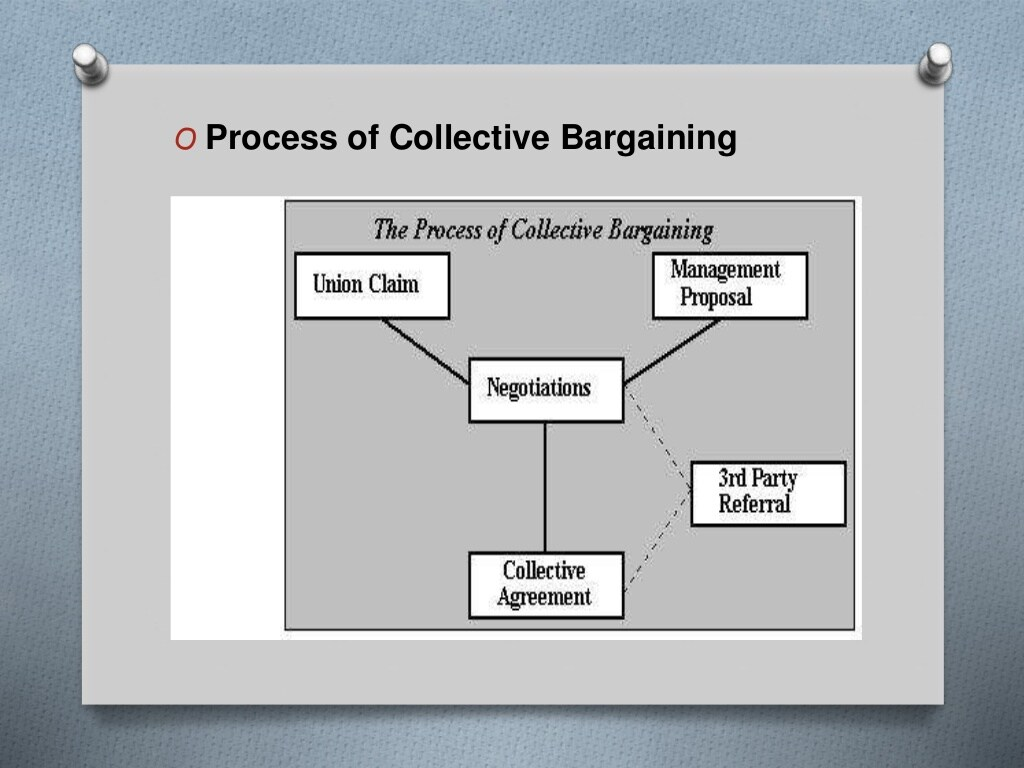 O Process of Collective Bargaining
The Process of Collective Bargaining
Union Claim
Management
Proposal
Negotiations
3rd Party
Referral
Collective
Agreement